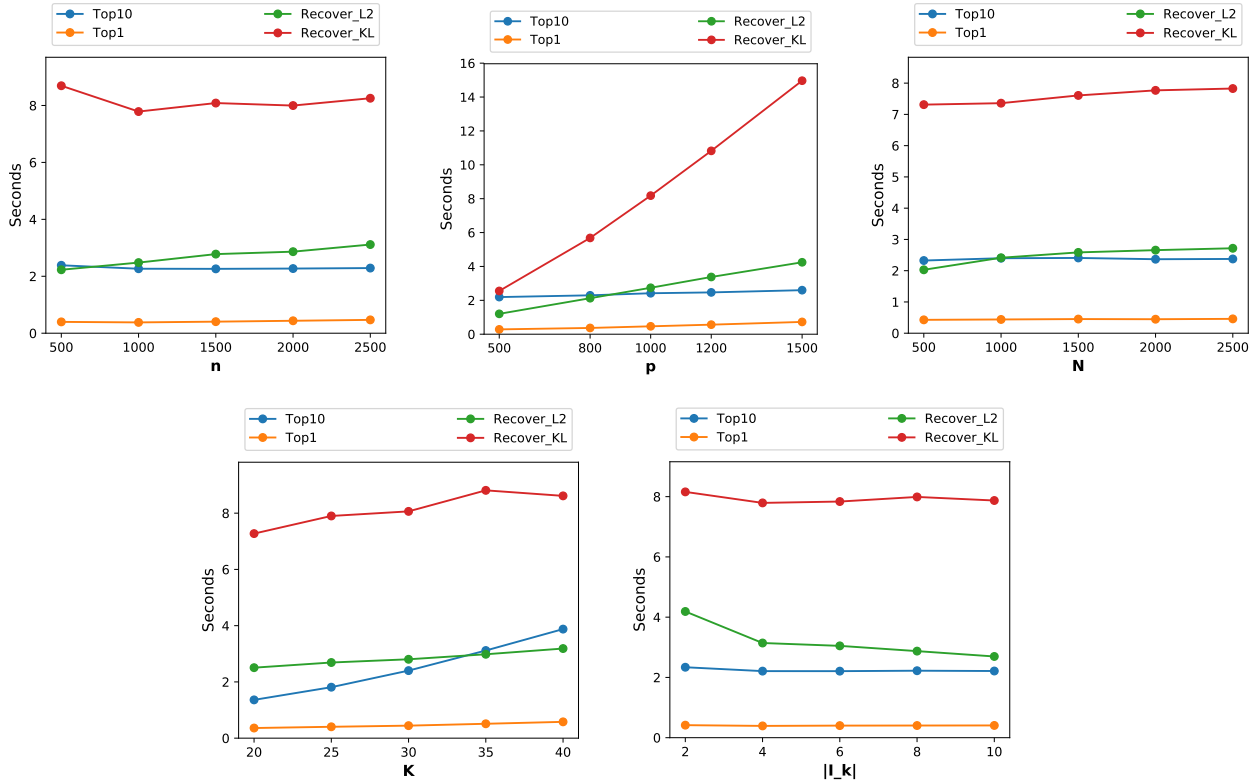 Top10 Recover_L2
Top1 Recover_KL
Seconds
8
6
4
2
0
500 1000 1500 2000 2500
n
Top10 Recover_L2
Top1 Recover_KL
Seconds
16
14
12
10
8
6
4
2
0
500 800 1000 1200 1500
p
Top10 Recover_L2
Top1 Recover_KL
Seconds
8
7
6
5
4
3
2
1
0
500 1000 1500 2000 2500
N
Top10 Recover_L2
Top1 Recover_KL
Seconds
8
6
4
2
0
20 25 30 35 40
K
Top10 Recover_L2
Top1 Recover_KL
Seconds
8
6
4
2
0
2 4 6 8 10
|I_k|